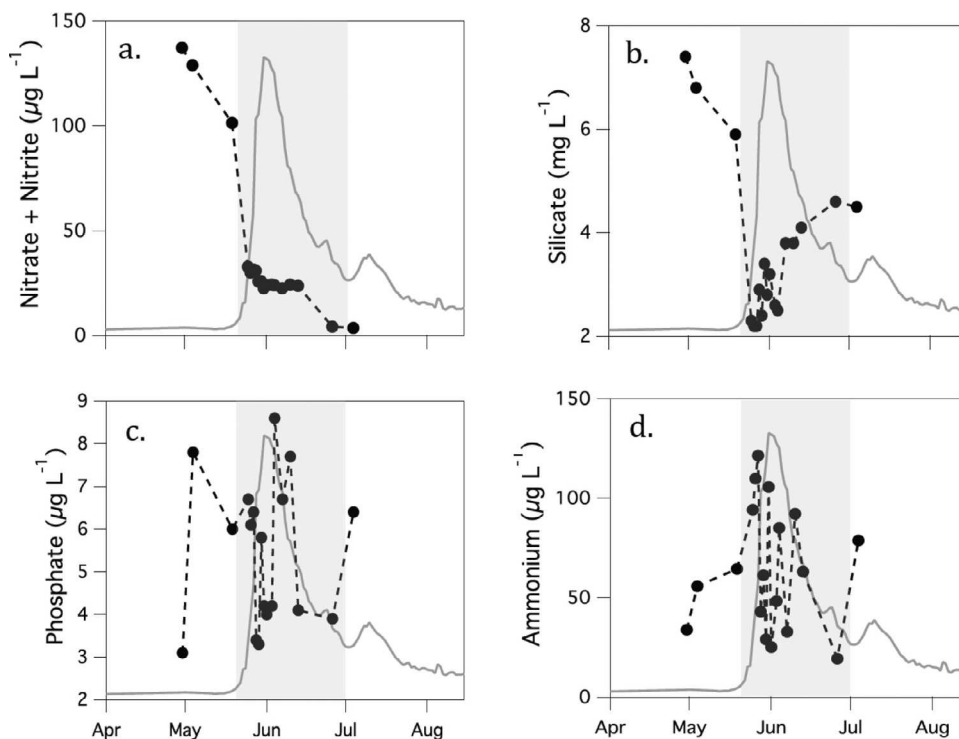 a.
Nitrate + Nitrite (µg L⁻¹)
150
100
50
0
b.
Silicate (mg L⁻¹)
8
6
4
2
c.
Phosphate (µg L⁻¹)
9
8
7
6
5
4
3
2
Apr May Jun Jul Aug
d.
Ammonium (µg L⁻¹)
150
100
50
0
Apr May Jun Jul Aug